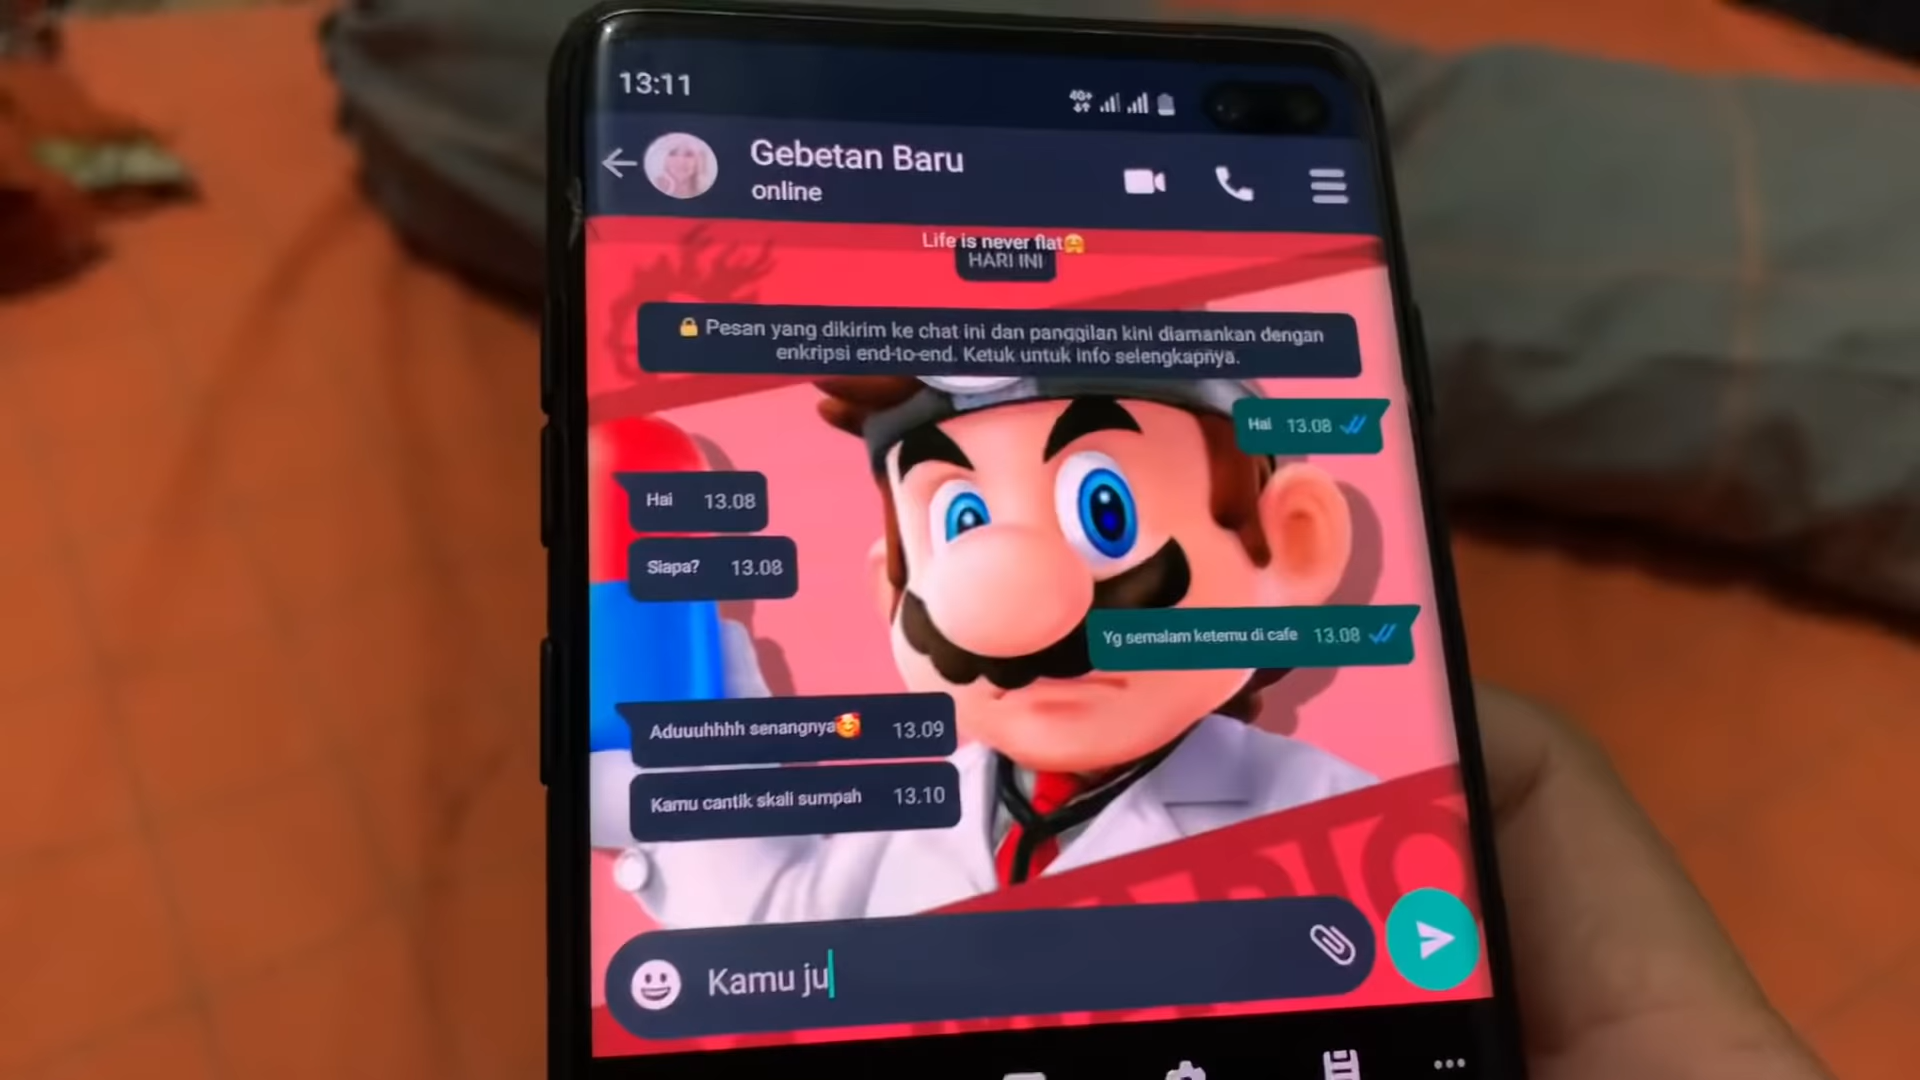 13:11
4G+
Gebetan Baru
online
Life is never flat🤗
HARI INI
🔒 Pesan yang dikirim ke chat ini dan panggilan kini diamankan dengan
enkripsi end-to-end. Ketuk untuk info selengkapnya.
Hai 13.08
Hai 13.08
Siapa? 13.08
Yg semalam ketemu di cafe 13.08
Aduuuhhhh senangnya🥰 13.09
Kamu cantik skali sumpah 13.10
Kamu ju